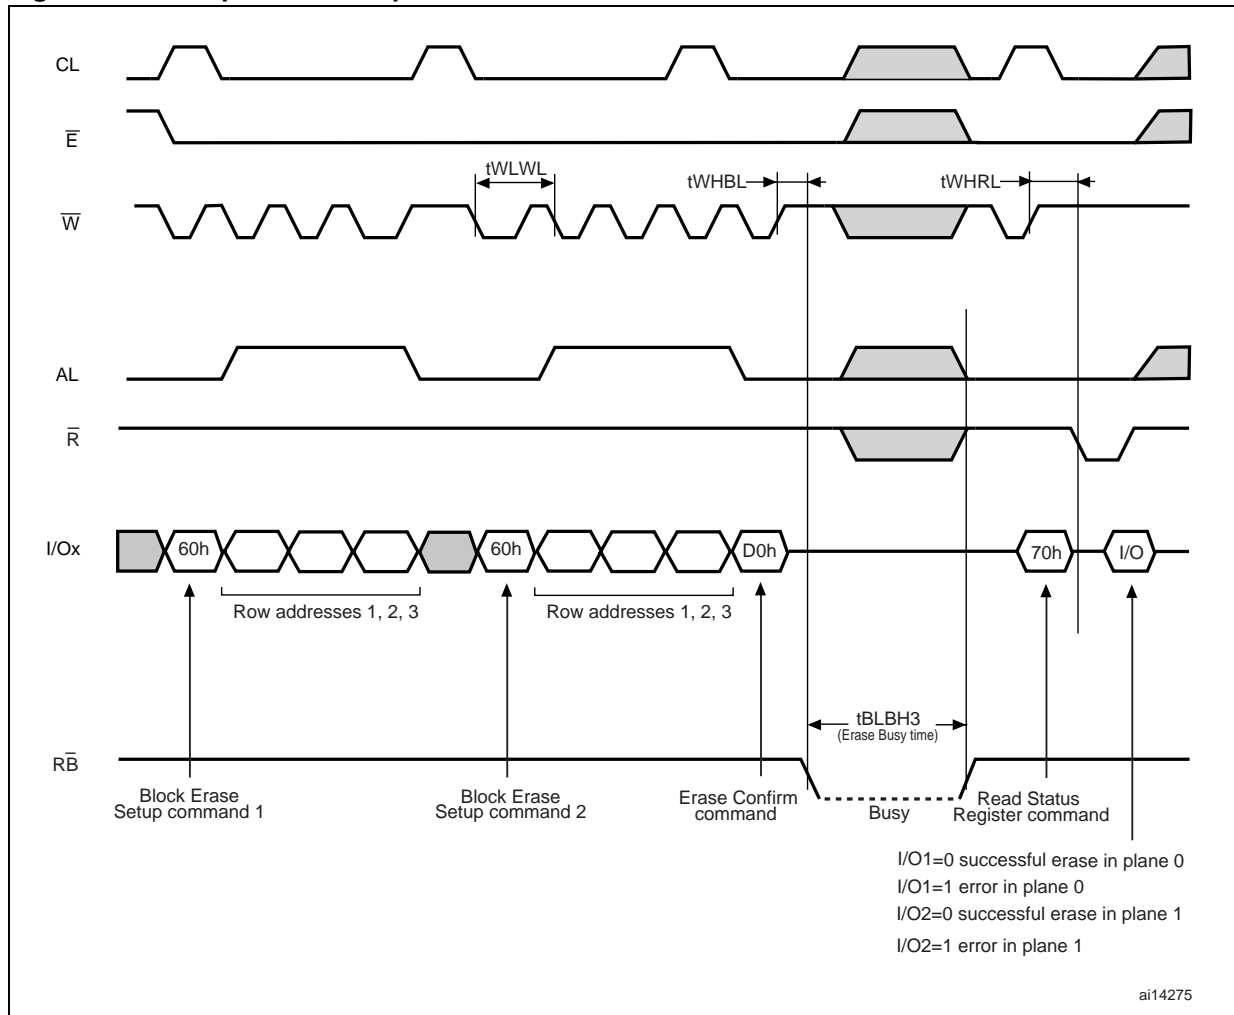 CL
E
tWLWL
tWHBL
tWHRL
W
AL
R
I/Ox
60h
60h
D0h
70h
I/O
Row addresses 1, 2, 3
Row addresses 1, 2, 3
tBLBH3
(Erase Busy time)
RB
Block Erase
Setup command 1
Block Erase
Setup command 2
Erase Confirm
command
Busy
Read Status
Register command
I/O1=0 successful erase in plane 0
I/O1=1 error in plane 0
I/O2=0 successful erase in plane 1
I/O2=1 error in plane 1
ai14275